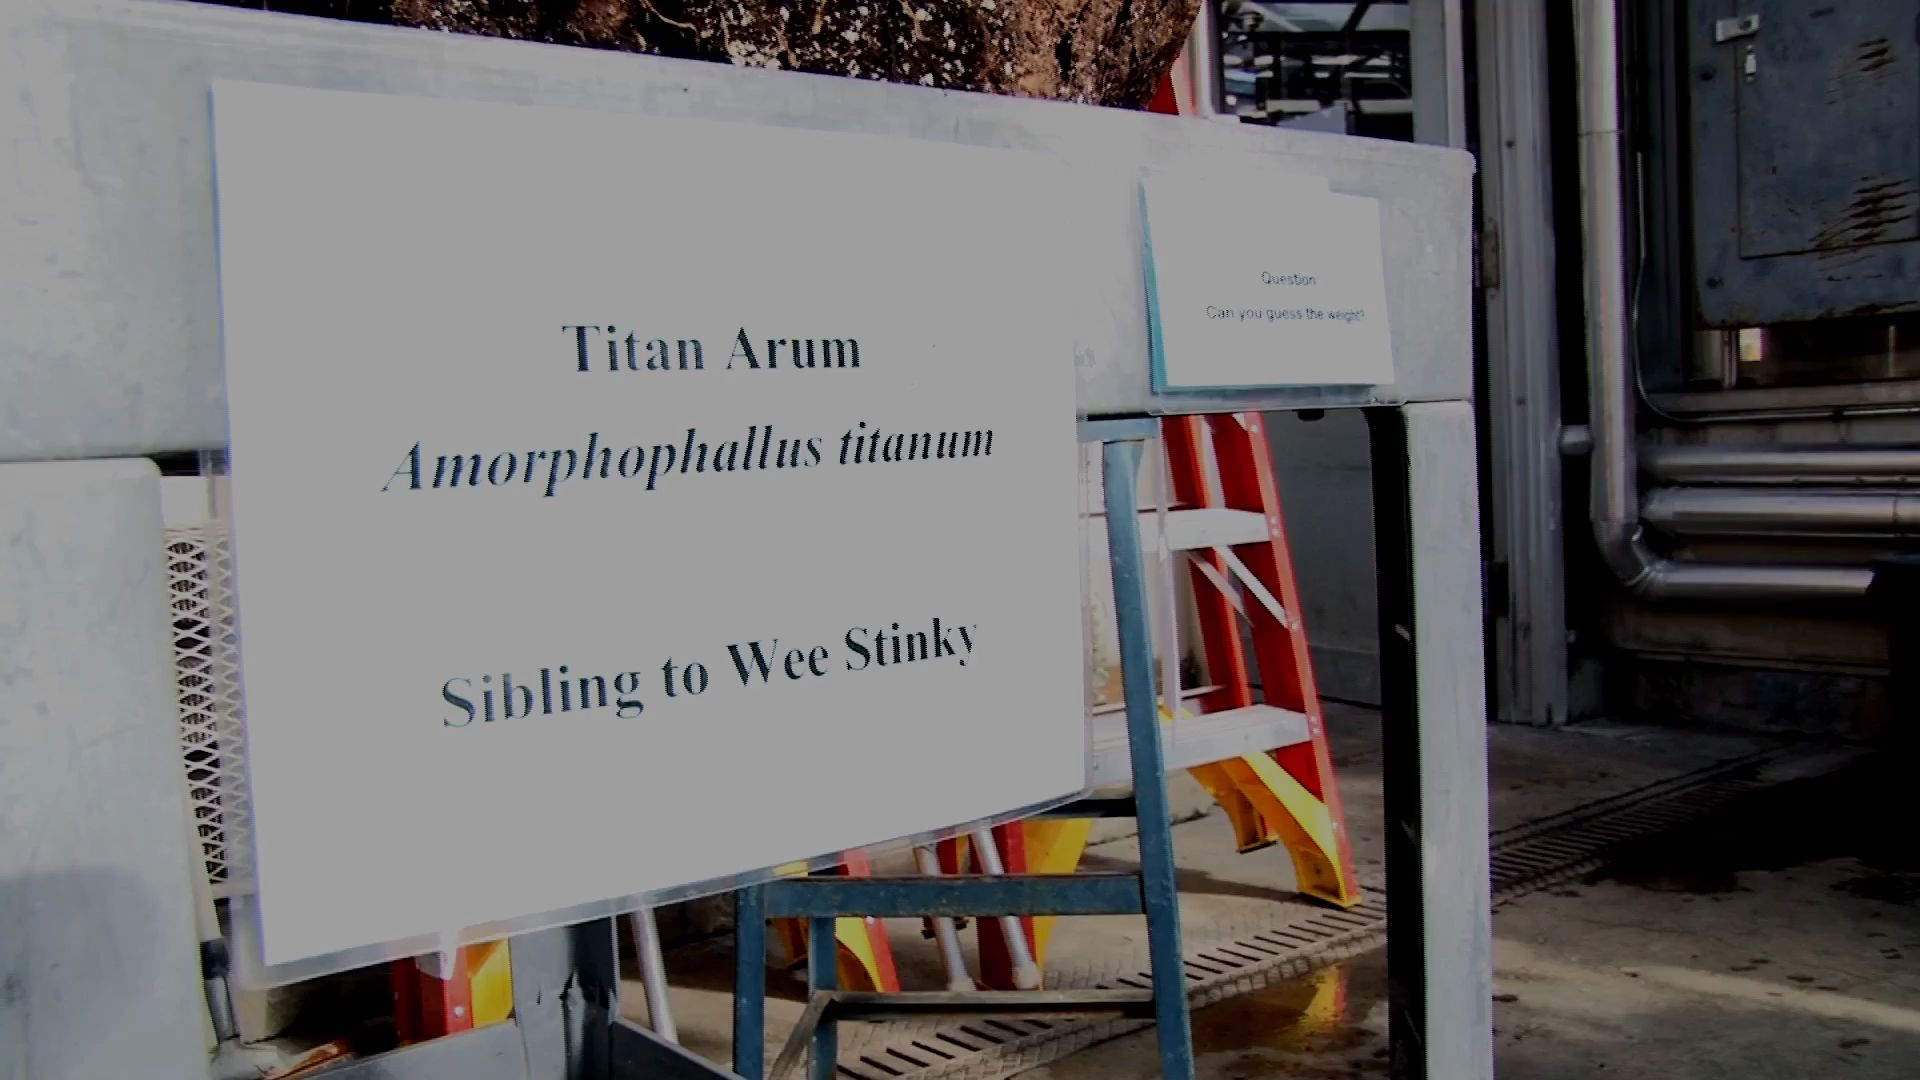 Titan Arum
Amorphophallus titanum
Sibling to Wee Stinky
Question
Can you guess the weight?